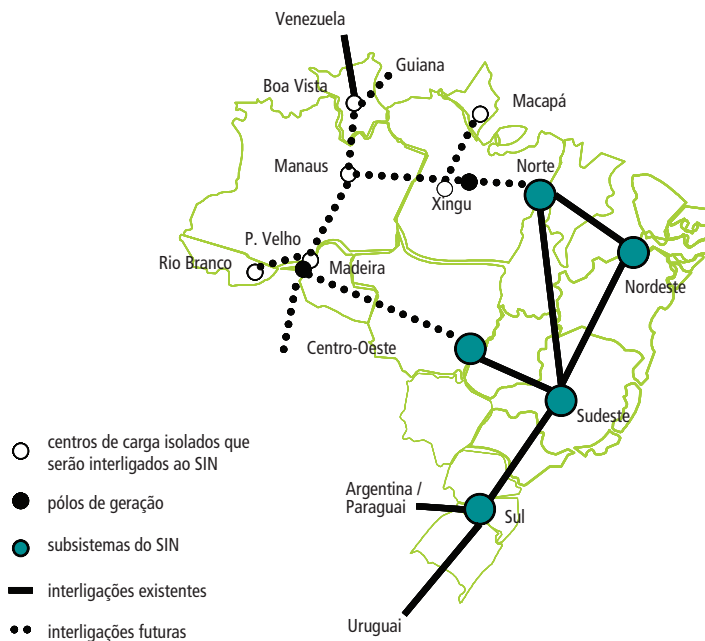 Venezuela
Guiana
Boa Vista
Macapá
Manaus
Norte
Xingu
P. Velho
Rio Branco
Madeira
Nordeste
Centro-Oeste
Sudeste
centros de carga isolados que
serão interligados ao SIN
Argentina /
Paraguai
pólos de geração
Sul
subsistemas do SIN
interligações existentes
Uruguai
interligações futuras